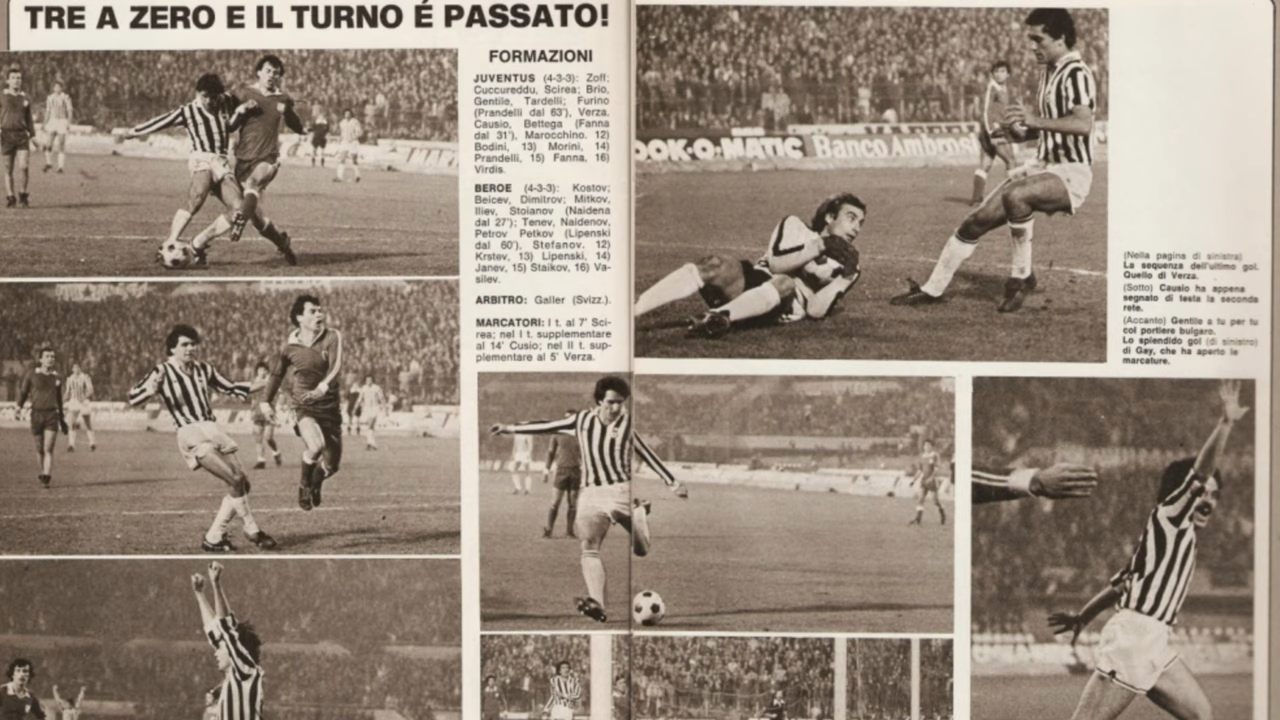 TRE A ZERO E IL TURNO É PASSATO!
FORMAZIONI
JUVENTUS (4-3-3): Zoff;
Cuccureddu, Scirea; Brio,
Gentile, Tardelli; Furino
(Prandelli dal 63'), Verza.
Causio, Bettega (Fanna
dal 31'), Marocchino. 12)
Bodini, 13) Morini, 14)
Prandelli, 15) Fanna, 16)
Virdis.
BEROE (4-3-3): Kostov;
Beicev, Dimitrov; Mitkov,
Iliev, Stoianov (Naidena
dal 27'); Tenev, Naidenov,
Petrov Petkov (Lipenski
dal 60'), Stefanov. 12)
Krstev, 13) Lipenski, 14)
Janev, 15) Staikov, 16) Va-
silev.
ARBITRO: Galler (Svizz.).
MARCATORI: I t. al 7' Sci-
rea; nel I t. supplementare
al 14' Cusio; nel II t. sup-
plementare al 5' Verza.
OOK-O-MATIC Banco Ambrosi
(Nella pagina di sinistra)
La sequenza dell'ultimo gol.
Quello di Verza.
(Sotto) Causio ha appena
segnato di testa la seconda
rete.
(Accanto) Gentile a tu per tu
col portiere bulgaro.
Lo splendido gol (di sinistro)
di Gay, che ha aperto le
marcature.